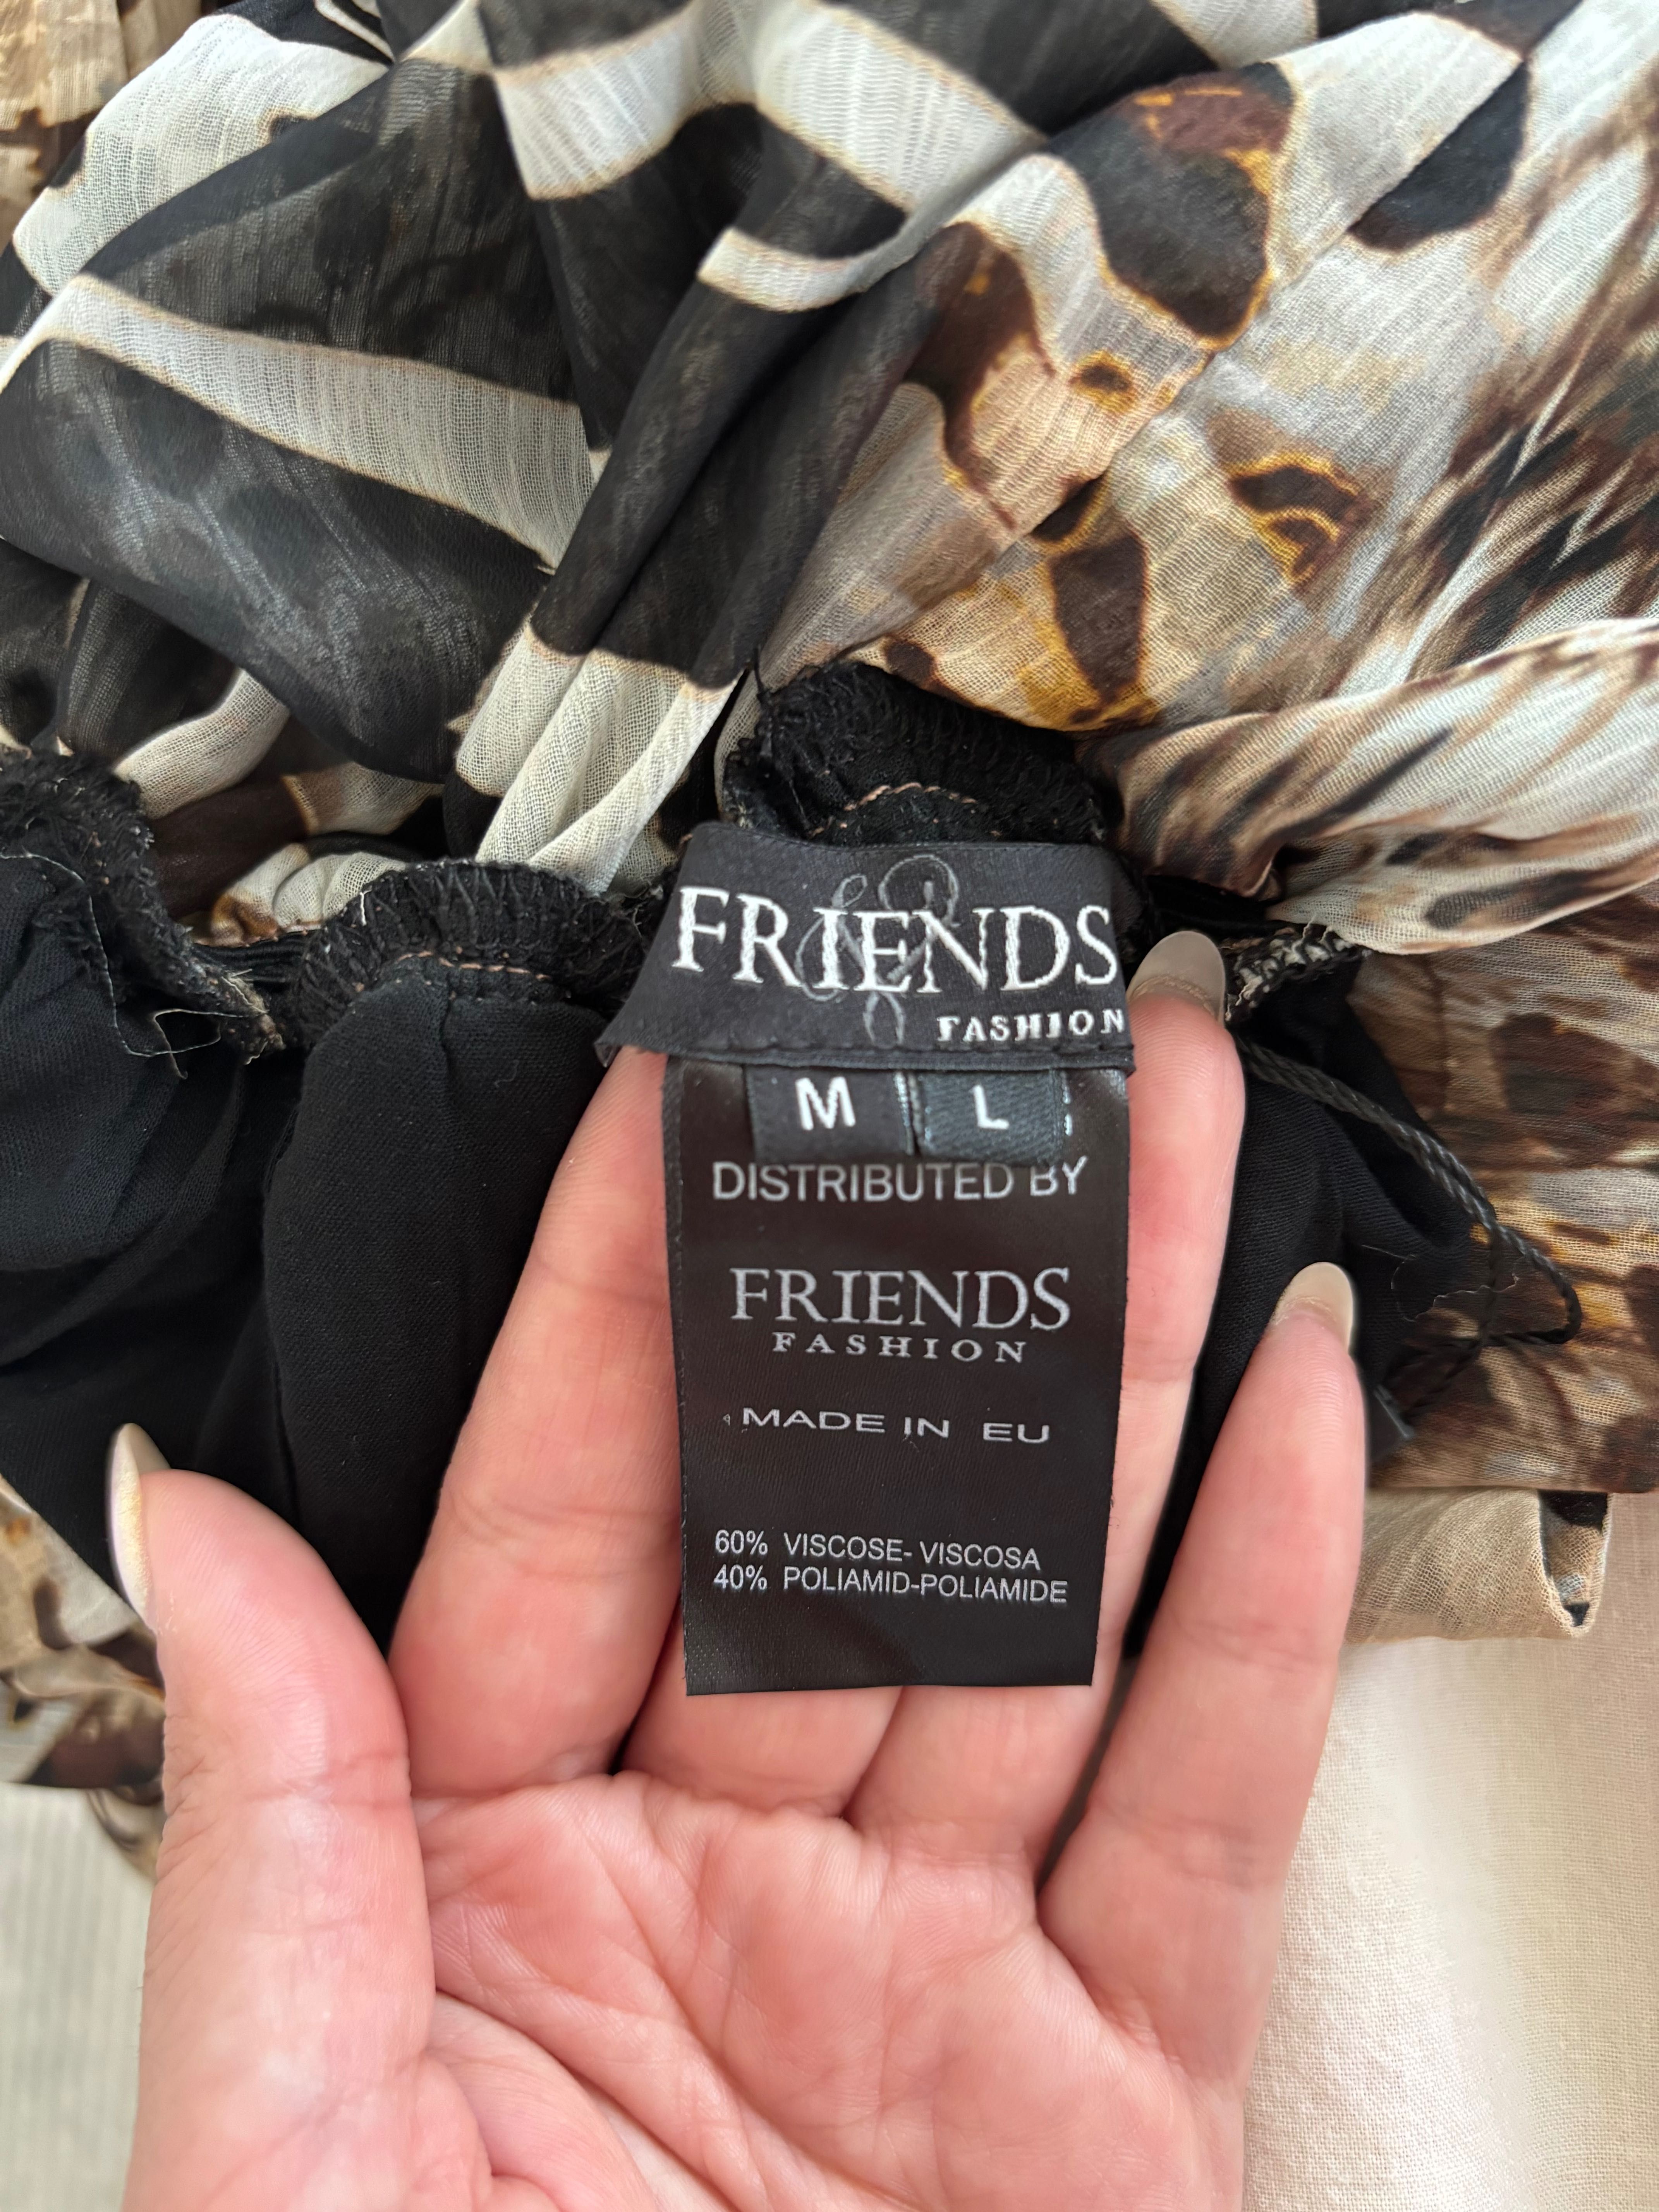 FRIENDS
FASHION
M L
DISTRIBUTED BY
FRIENDS
FASHION
MADE IN EU
60% VISCOSE- VISCOSA
40% POLIAMID-POLIAMIDE